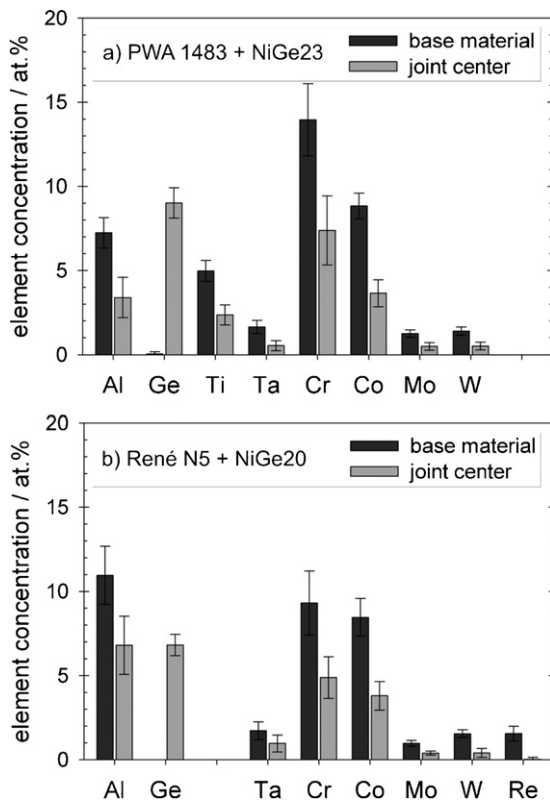 20
a) PWA 1483 + NiGe23
base material
joint center
15
10
5
0
element concentration / at.%
Al Ge Ti Ta Cr Co Mo W
20
b) René N5 + NiGe20
base material
joint center
15
10
5
0
element concentration / at.%
Al Ge Ta Cr Co Mo W Re